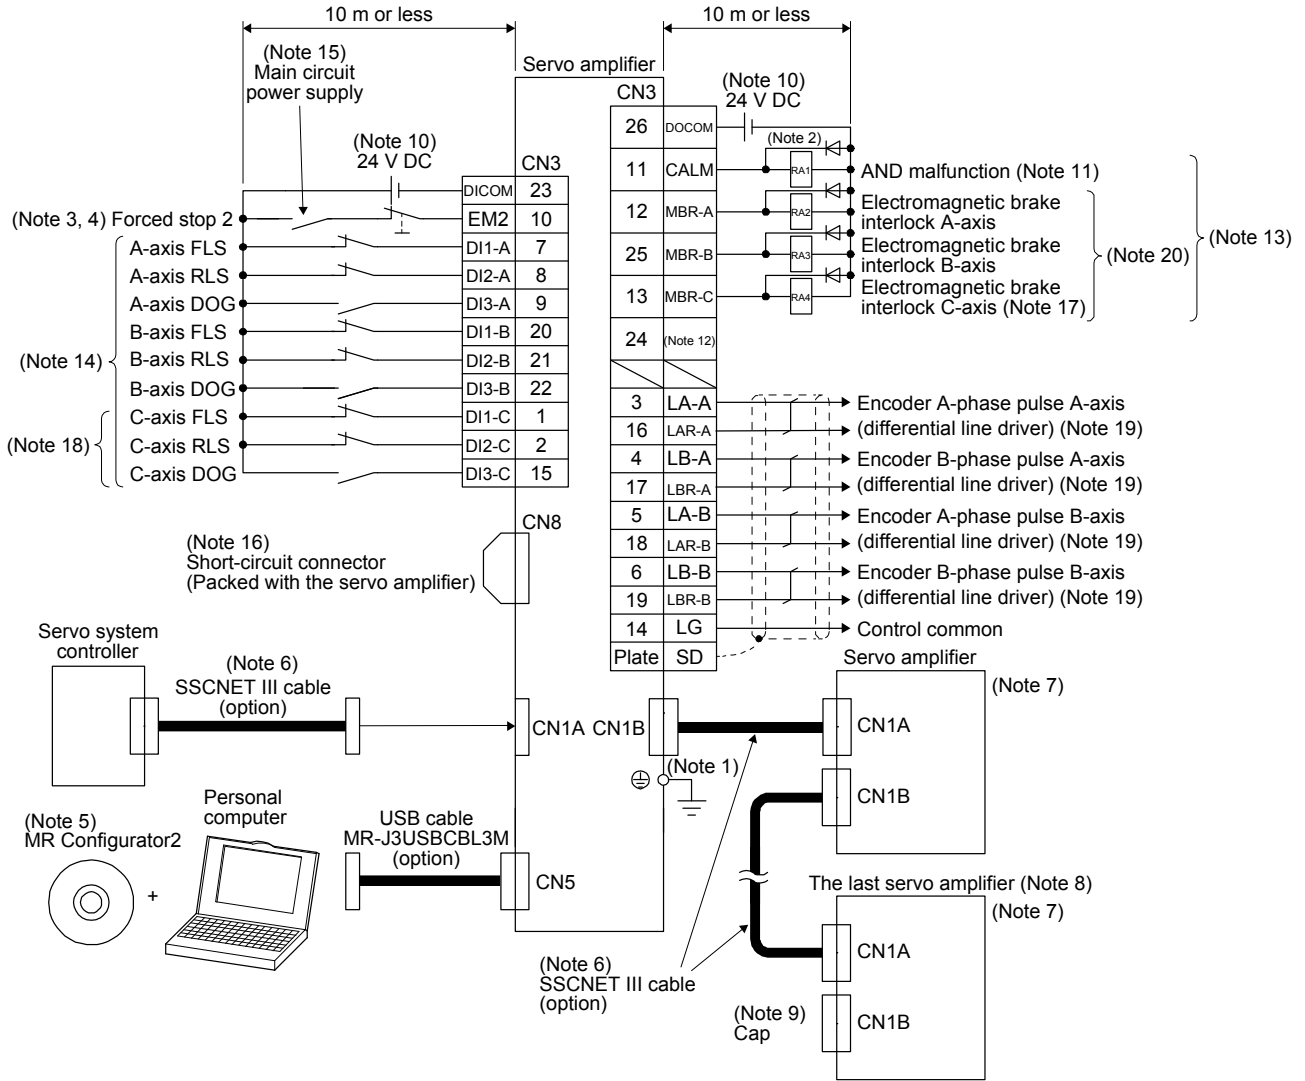 10 m or less
10 m or less
(Note 15)
Main circuit
power supply
Servo amplifier
(Note 10)
24 V DC
CN3
(Note 10)
24 V DC
CN3
DICOM 23
(Note 3, 4) Forced stop 2 EM2 10
A-axis FLS DI1-A 7
A-axis RLS DI2-A 8
A-axis DOG DI3-A 9
B-axis FLS DI1-B 20
(Note 14) B-axis RLS DI2-B 21
B-axis DOG DI3-B 22
C-axis FLS DI1-C 1
(Note 18) C-axis RLS DI2-C 2
C-axis DOG DI3-C 15
26 DOCOM
(Note 2)
11 CALM RA1 AND malfunction (Note 11)
12 MBR-A RA2 Electromagnetic brake
interlock A-axis
25 MBR-B RA3 Electromagnetic brake
interlock B-axis
13 MBR-C RA4 Electromagnetic brake
interlock C-axis (Note 17)
(Note 20)
(Note 13)
24 (Note 12)
3 LA-A Encoder A-phase pulse A-axis
16 LAR-A (differential line driver) (Note 19)
4 LB-A Encoder B-phase pulse A-axis
17 LBR-A (differential line driver) (Note 19)
5 LA-B Encoder A-phase pulse B-axis
18 LAR-B (differential line driver) (Note 19)
6 LB-B Encoder B-phase pulse B-axis
19 LBR-B (differential line driver) (Note 19)
14 LG Control common
Plate SD
CN8
(Note 16)
Short-circuit connector
(Packed with the servo amplifier)
Servo system
controller
(Note 6)
SSCNET III cable
(option)
CN1A CN1B
(Note 1)
Servo amplifier
(Note 7)
CN1A
CN1B
(Note 5)
MR Configurator2
+
Personal
computer
USB cable
MR-J3USBCBL3M
(option)
CN5
The last servo amplifier (Note 8)
(Note 7)
CN1A
CN1B
(Note 6)
SSCNET III cable
(option)
(Note 9)
Cap